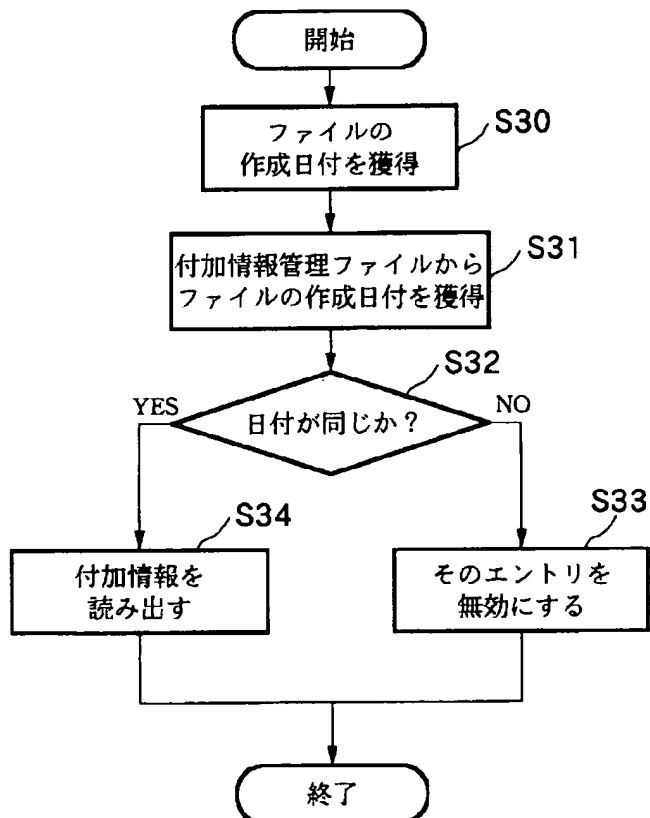 開始
ファイルの
作成日付を獲得
S30
付加情報管理ファイルから
ファイルの作成日付を獲得
S31
日付が同じか？
S32
YES
NO
付加情報を
読み出す
S34
そのエントリを
無効にする
S33
終了